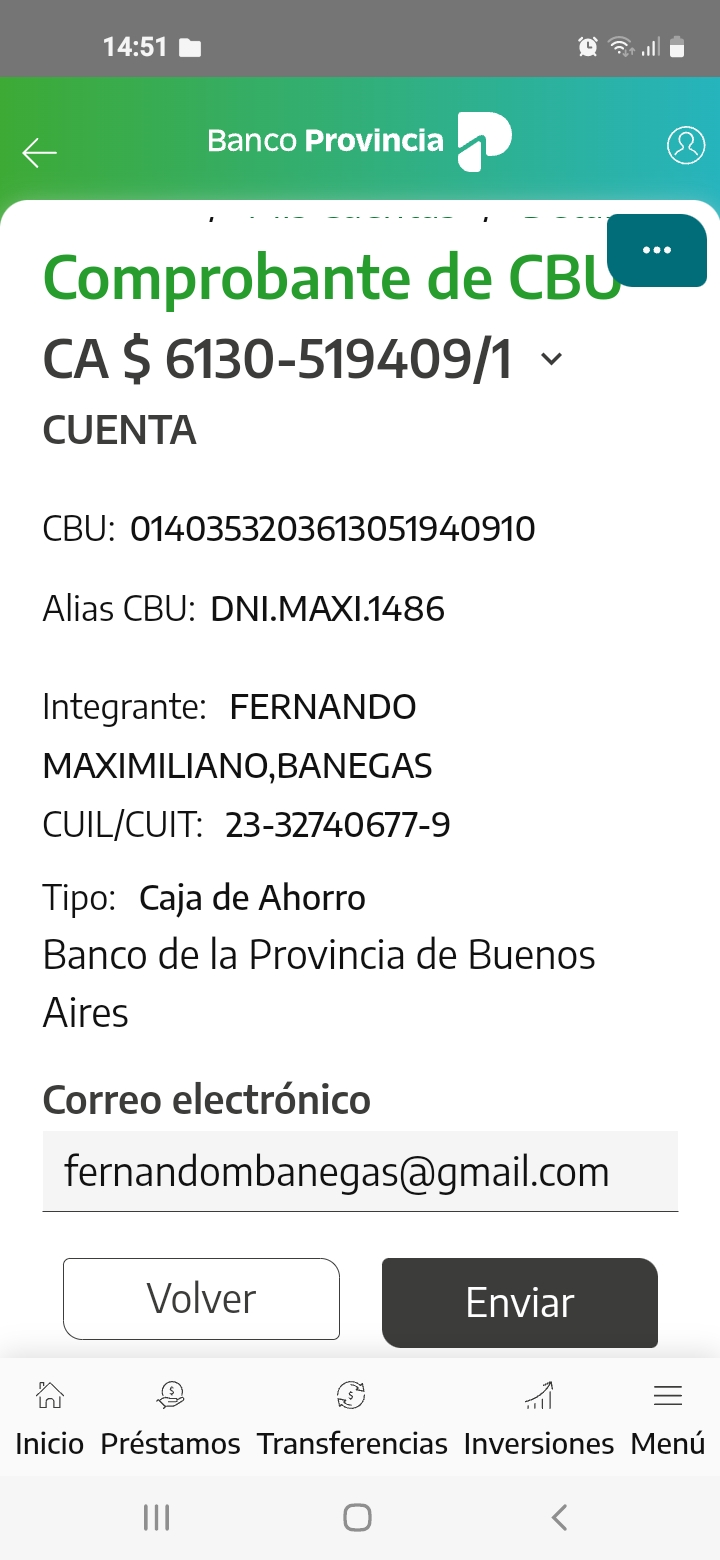 14:51
Banco Provincia
...
Comprobante de CBU
CA $ 6130-519409/1
CUENTA
CBU: 0140353203613051940910
Alias CBU: DNI.MAXI.1486
Integrante: FERNANDO
MAXIMILIANO,BANEGAS
CUIL/CUIT: 23-32740677-9
Tipo: Caja de Ahorro
Banco de la Provincia de Buenos
Aires
Correo electrónico
fernandombanegas@gmail.com
Volver Enviar
Inicio Préstamos Transferencias Inversiones Menú